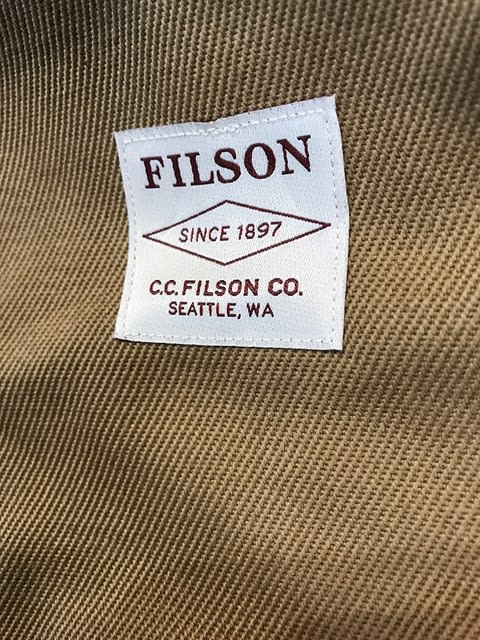 FILSON
SINCE 1897
C.C. FILSON CO.
SEATTLE, WA